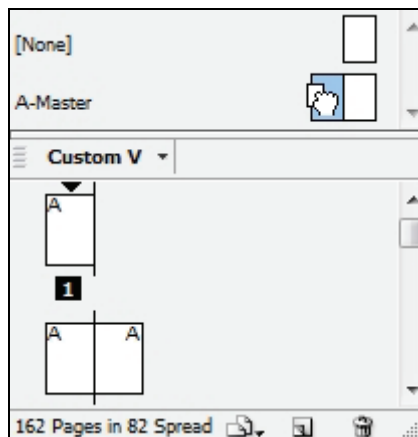 [None]
A-Master
Custom V
A
1
A A
162 Pages in 82 Spread